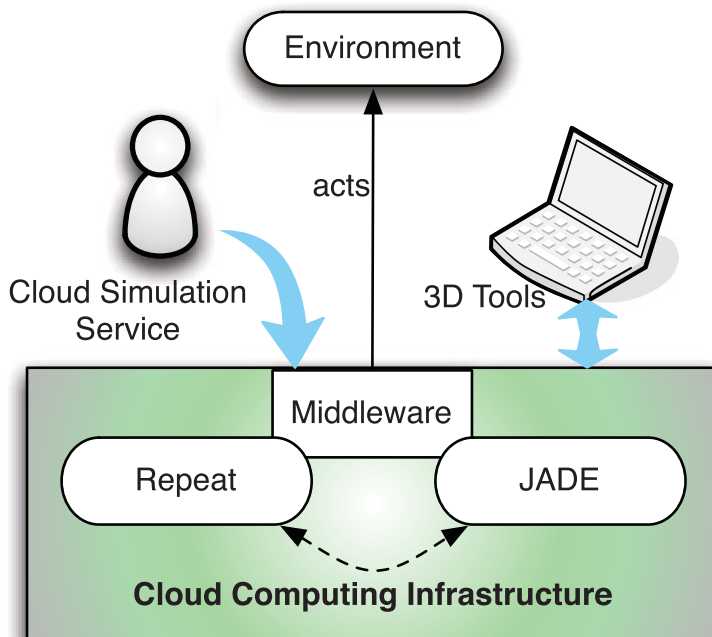 Environment
acts
Cloud Simulation
Service
3D Tools
Middleware
Repeat
JADE
Cloud Computing Infrastructure